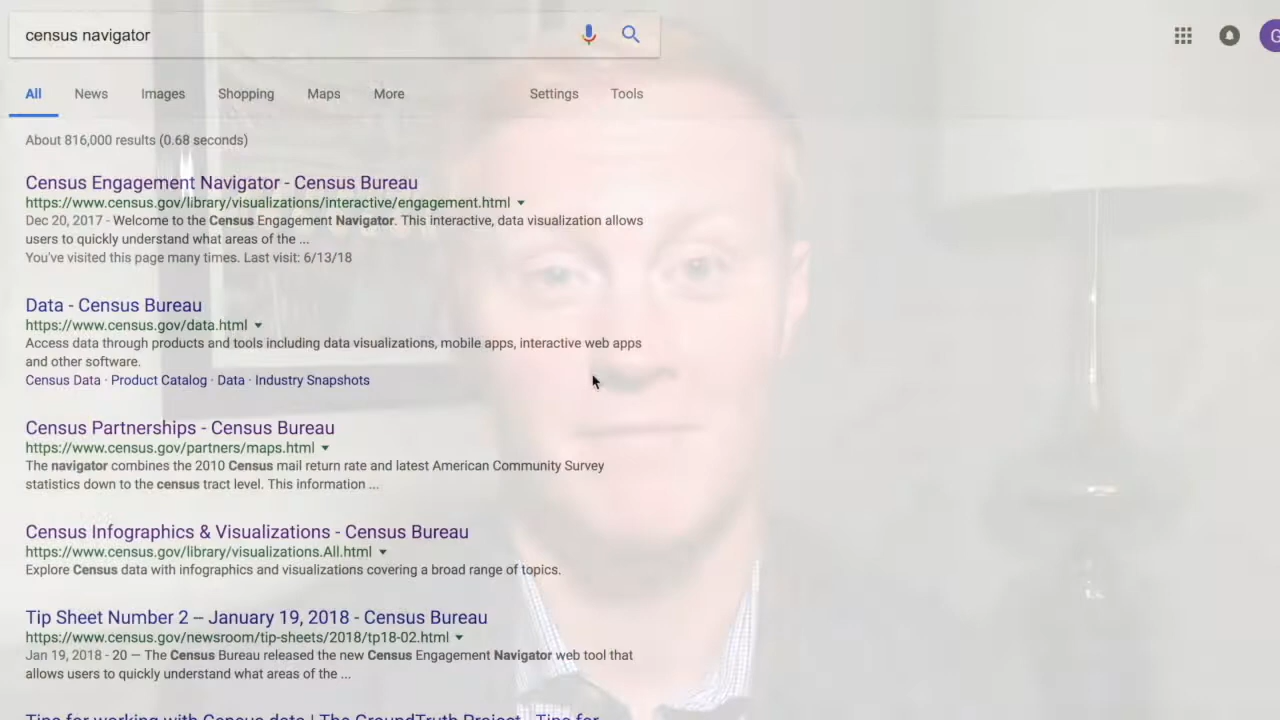 census navigator
All News Images Shopping Maps More Settings Tools
About 816,000 results (0.68 seconds)
Census Engagement Navigator - Census Bureau
https://www.census.gov/library/visualizations/interactive/engagement.html
Dec 20, 2017 - Welcome to the Census Engagement Navigator. This interactive, data visualization allows
users to quickly understand what areas of the ...
You've visited this page many times. Last visit: 6/13/18
Data - Census Bureau
https://www.census.gov/data.html
Access data through products and tools including data visualizations, mobile apps, interactive web apps
and other software.
Census Data · Product Catalog · Data · Industry Snapshots
Census Partnerships - Census Bureau
https://www.census.gov/partners/maps.html
The navigator combines the 2010 Census mail return rate and latest American Community Survey
statistics down to the census tract level. This information ...
Census Infographics & Visualizations - Census Bureau
https://www.census.gov/library/visualizations.All.html
Explore Census data with infographics and visualizations covering a broad range of topics.
Tip Sheet Number 2 – January 19, 2018 - Census Bureau
https://www.census.gov/newsroom/tip-sheets/2018/tp18-02.html
Jan 19, 2018 - 20 — The Census Bureau released the new Census Engagement Navigator web tool that
allows users to quickly understand what areas of the ...
Tips for working with Census data | The GroundTruth Project - Tips for
G